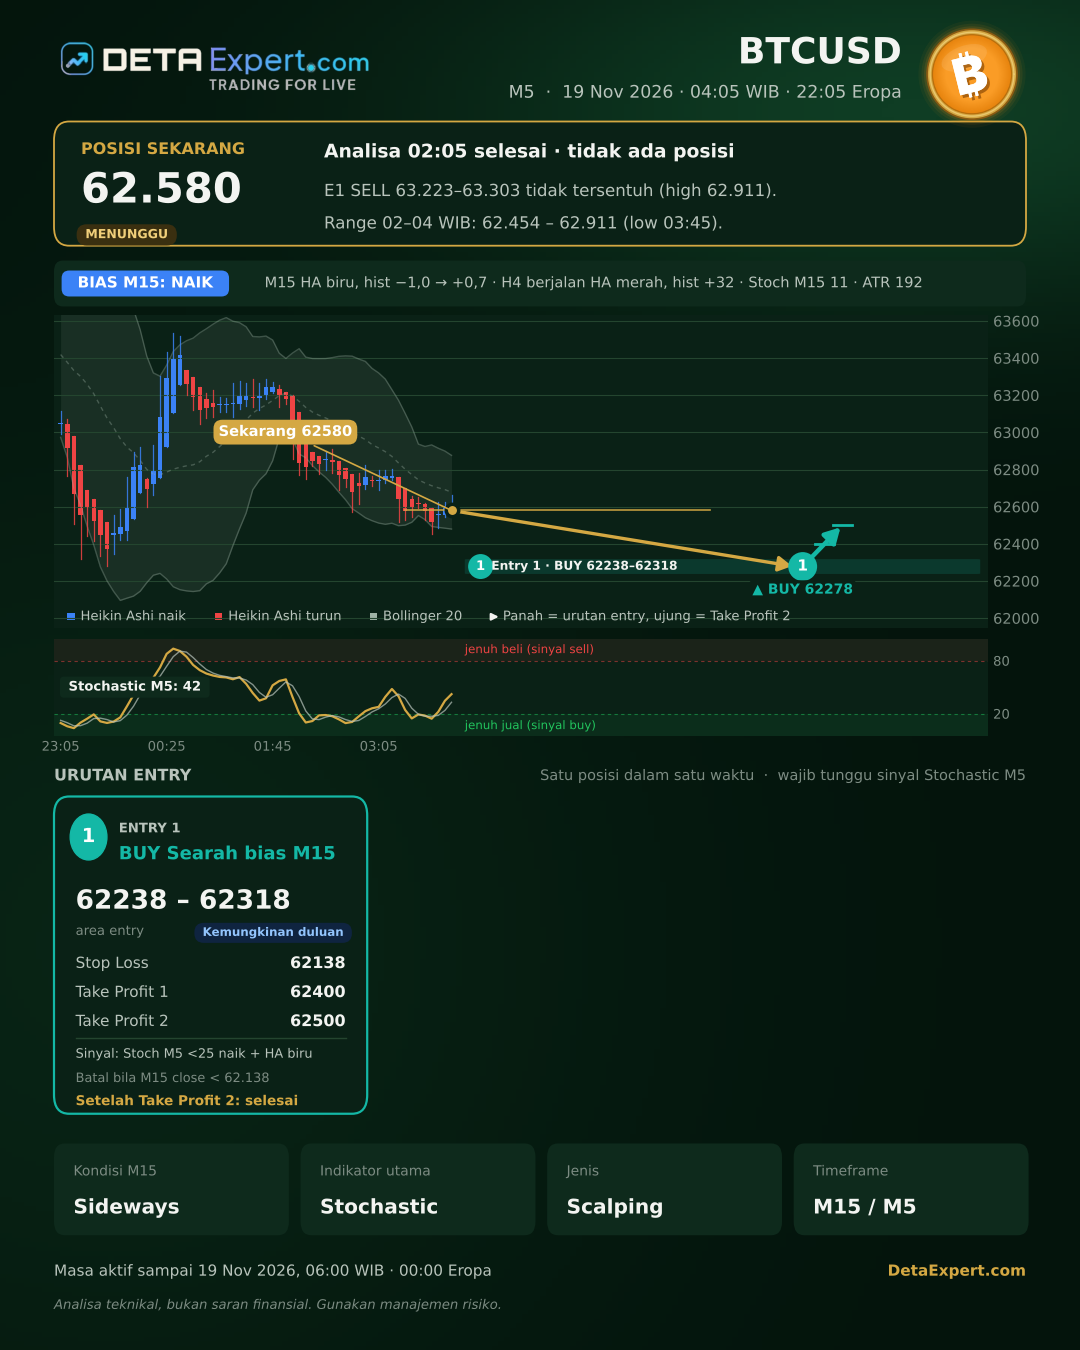 DETA Expert.com
TRADING FOR LIVE
BTCUSD
M5 · 19 Nov 2026 · 04:05 WIB · 22:05 Eropa
POSISI SEKARANG
62.580
MENUNGGU
Analisa 02:05 selesai · tidak ada posisi
E1 SELL 63.223–63.303 tidak tersentuh (high 62.911).
Range 02–04 WIB: 62.454 – 62.911 (low 03:45).
BIAS M15: NAIK
M15 HA biru, hist −1,0 → +0,7 · H4 berjalan HA merah, hist +32 · Stoch M15 11 · ATR 192
63600
63400
63200
63000
62800
62600
62400
62200
62000
Sekarang 62580
1 Entry 1 · BUY 62238–62318
1
▲ BUY 62278
Heikin Ashi naik
Heikin Ashi turun
Bollinger 20
Panah = urutan entry, ujung = Take Profit 2
jenuh beli (sinyal sell)
80
Stochastic M5: 42
20
jenuh jual (sinyal buy)
23:05 00:25 01:45 03:05
URUTAN ENTRY
Satu posisi dalam satu waktu · wajib tunggu sinyal Stochastic M5
1
ENTRY 1
BUY Searah bias M15
62238 – 62318
area entry
Kemungkinan duluan
Stop Loss 62138
Take Profit 1 62400
Take Profit 2 62500
Sinyal: Stoch M5 <25 naik + HA biru
Batal bila M15 close < 62.138
Setelah Take Profit 2: selesai
Kondisi M15
Sideways
Indikator utama
Stochastic
Jenis
Scalping
Timeframe
M15 / M5
Masa aktif sampai 19 Nov 2026, 06:00 WIB · 00:00 Eropa
DetaExpert.com
Analisa teknikal, bukan saran finansial. Gunakan manajemen risiko.